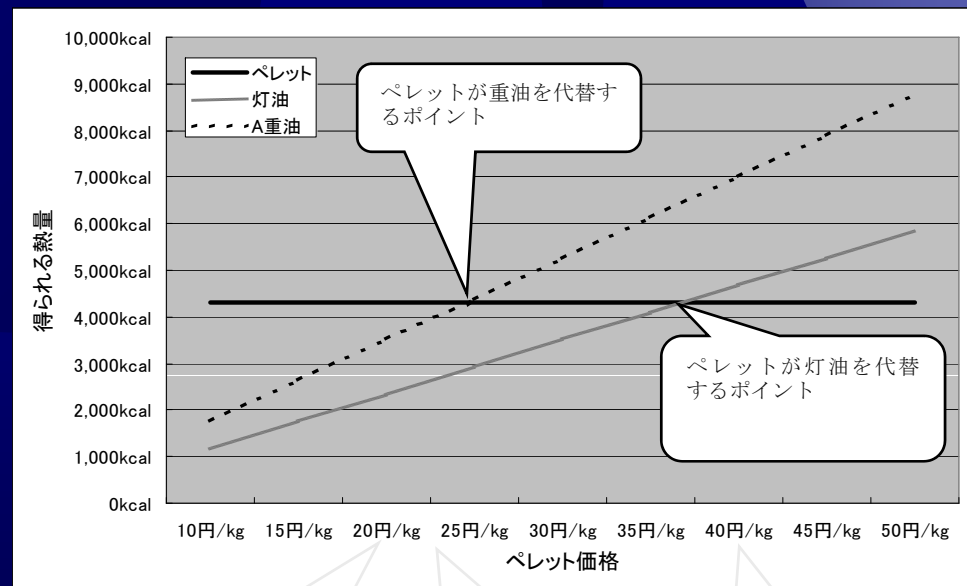 10,000kcal
9,000kcal
8,000kcal
7,000kcal
6,000kcal
5,000kcal
4,000kcal
3,000kcal
2,000kcal
1,000kcal
0kcal
得られる熱量
ペレット
灯油
A重油
ペレットが重油を代替す
るポイント
ペレットが灯油を代替
するポイント
10円/kg 15円/kg 20円/kg 25円/kg 30円/kg 35円/kg 40円/kg 45円/kg 50円/kg
ペレット価格